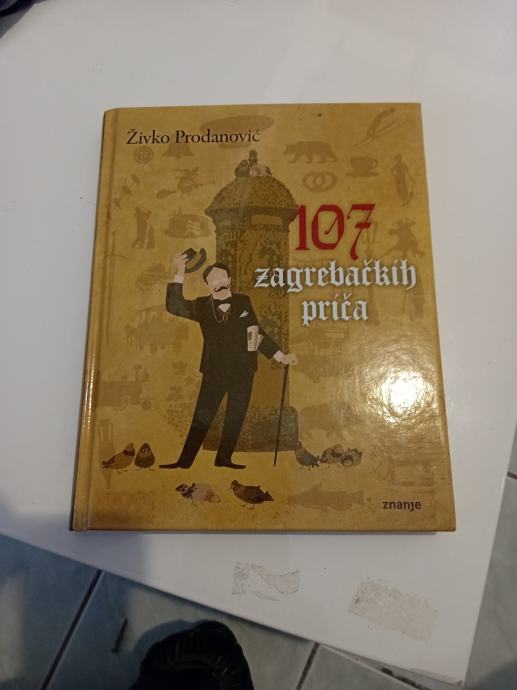 Živko Prodanović
107
zagrebačkih
priča
znanje